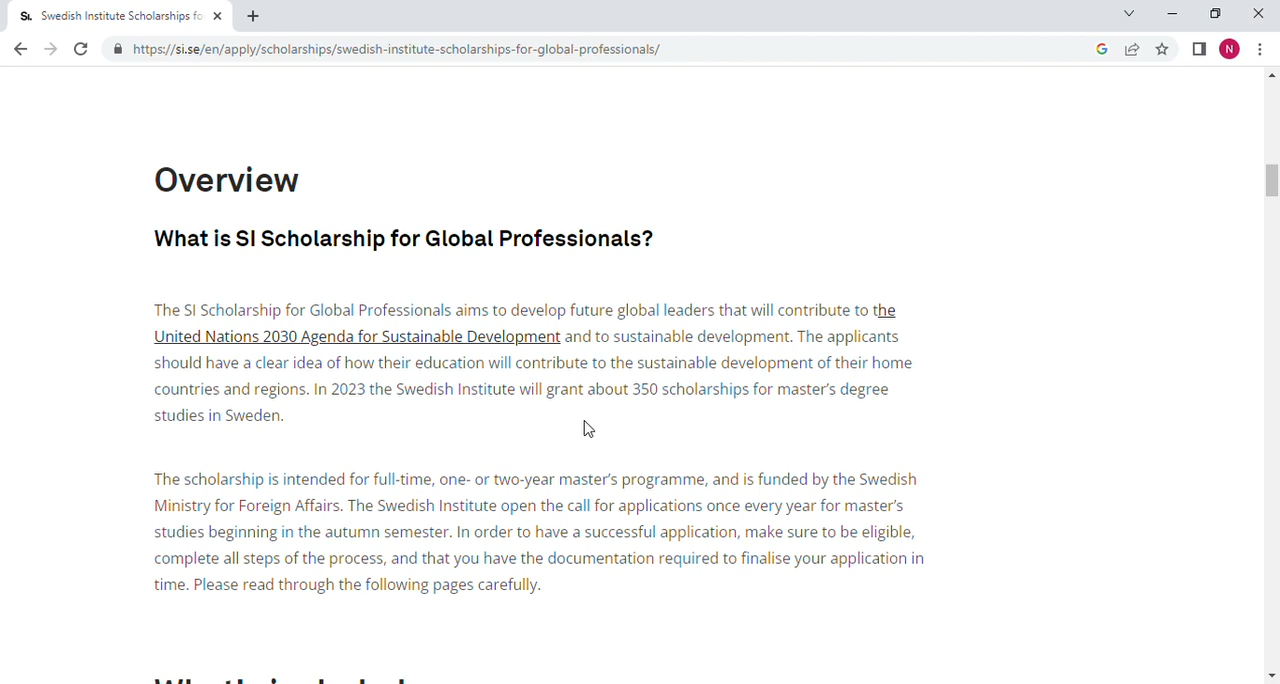 Si. Swedish Institute Scholarships fo
https://si.se/en/apply/scholarships/swedish-institute-scholarships-for-global-professionals/
N
Overview
What is SI Scholarship for Global Professionals?
The SI Scholarship for Global Professionals aims to develop future global leaders that will contribute to the
United Nations 2030 Agenda for Sustainable Development and to sustainable development. The applicants
should have a clear idea of how their education will contribute to the sustainable development of their home
countries and regions. In 2023 the Swedish Institute will grant about 350 scholarships for master's degree
studies in Sweden.
The scholarship is intended for full-time, one- or two-year master's programme, and is funded by the Swedish
Ministry for Foreign Affairs. The Swedish Institute open the call for applications once every year for master's
studies beginning in the autumn semester. In order to have a successful application, make sure to be eligible,
complete all steps of the process, and that you have the documentation required to finalise your application in
time. Please read through the following pages carefully.